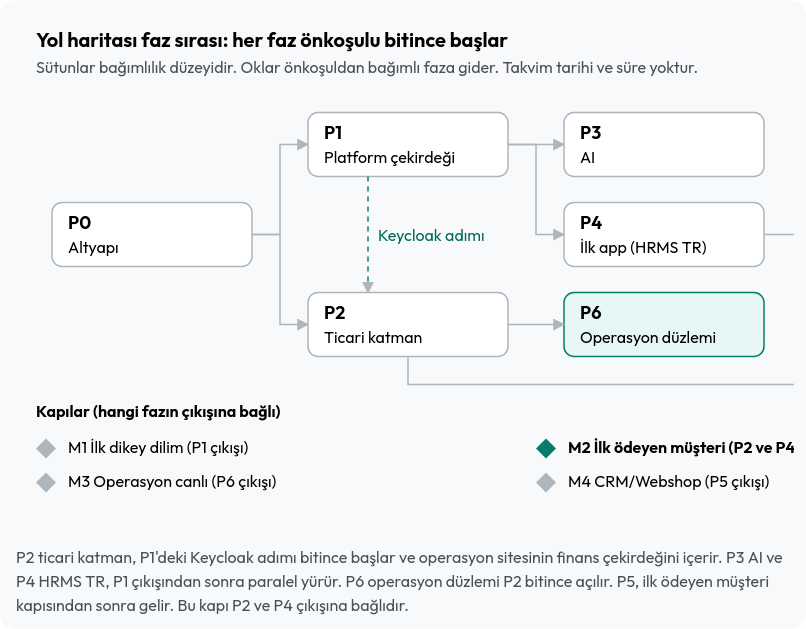 Yol haritası faz sırası: her faz önkoşulu bitince başlar
Sütunlar bağımlılık düzeyidir. Oklar önkoşuldan bağımlı faza gider. Takvim tarihi ve süre yoktur.
P1
Platform çekirdeği
P3
AI
P0
Altyapı
Keycloak adımı
P4
İlk app (HRMS TR)
P2
Ticari katman
P6
Operasyon düzlemi
Kapılar (hangi fazın çıkışına bağlı)
M1 İlk dikey dilim (P1 çıkışı)
M2 İlk ödeyen müşteri (P2 ve P4
M3 Operasyon canlı (P6 çıkışı)
M4 CRM/Webshop (P5 çıkışı)
P2 ticari katman, P1'deki Keycloak adımı bitince başlar ve operasyon sitesinin finans çekirdeğini içerir. P3 AI ve
P4 HRMS TR, P1 çıkışından sonra paralel yürür. P6 operasyon düzlemi P2 bitince açılır. P5, ilk ödeyen müşteri
kapısından sonra gelir. Bu kapı P2 ve P4 çıkışına bağlıdır.